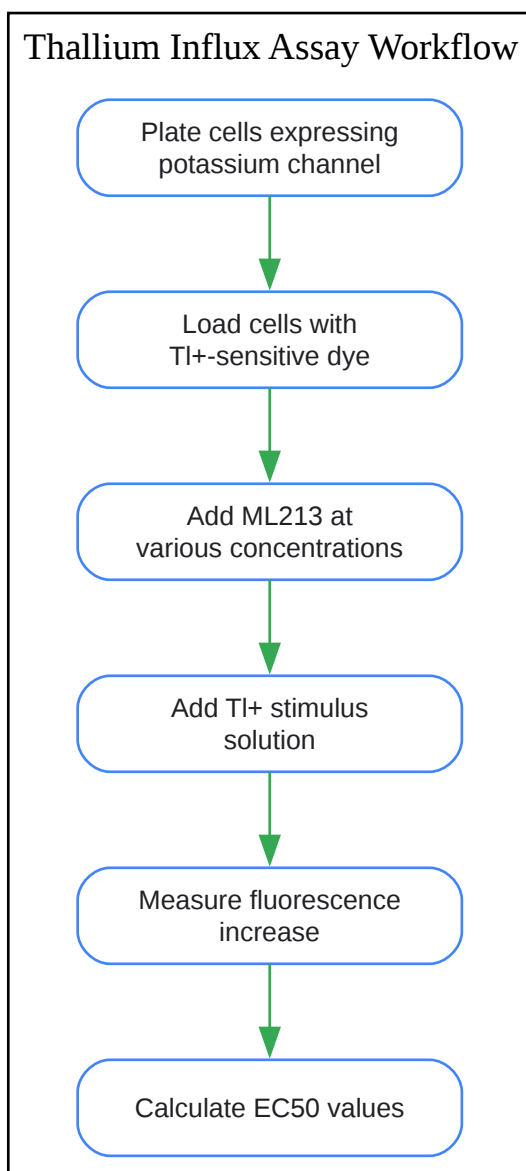 Thallium Influx Assay Workflow
Plate cells expressing
potassium channel
Load cells with
Tl+-sensitive dye
Add ML213 at
various concentrations
Add Tl+ stimulus
solution
Measure fluorescence
increase
Calculate EC50 values